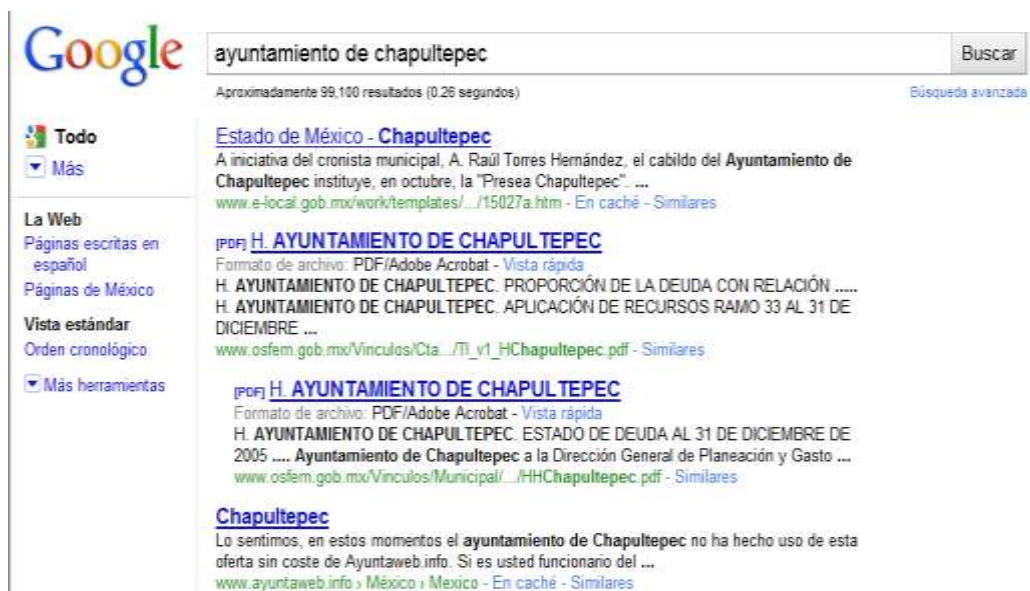 Google
ayuntamiento de chapultepec
Buscar
Aproximadamente 99,100 resultados (0.26 segundos)
Búsqueda avanzada
Todo
Más
La Web
Páginas escritas en
español
Páginas de México
Vista estándar
Orden cronológico
Más herramientas
Estado de México - Chapultepec
A iniciativa del cronista municipal, A. Raúl Torres Hernández, el cabildo del Ayuntamiento de
Chapultepec instituye, en octubre, la "Presea Chapultepec". ...
www.e-local.gob.mx/work/templates/.../15027a.htm - En caché - Similares
[PDF] H. AYUNTAMIENTO DE CHAPULTEPEC
Formato de archivo: PDF/Adobe Acrobat - Vista rápida
H. AYUNTAMIENTO DE CHAPULTEPEC. PROPORCIÓN DE LA DEUDA CON RELACIÓN .....
H. AYUNTAMIENTO DE CHAPULTEPEC. APLICACIÓN DE RECURSOS RAMO 33 AL 31 DE
DICIEMBRE ...
www.osfem.gob.mx/Vinculos/Cta.../TI_v1_HChapultepec.pdf - Similares
[PDF] H. AYUNTAMIENTO DE CHAPULTEPEC
Formato de archivo: PDF/Adobe Acrobat - Vista rápida
H. AYUNTAMIENTO DE CHAPULTEPEC. ESTADO DE DEUDA AL 31 DE DICIEMBRE DE
2005 .... Ayuntamiento de Chapultepec a la Dirección General de Planeación y Gasto ...
www.osfem.gob.mx/Vinculos/Municipal/.../HHChapultepec.pdf - Similares
Chapultepec
Lo sentimos, en estos momentos el ayuntamiento de Chapultepec no ha hecho uso de esta
oferta sin coste de Ayuntaweb.info. Si es usted funcionario del ...
www.ayuntaweb.info › México › Mexico - En caché - Similares